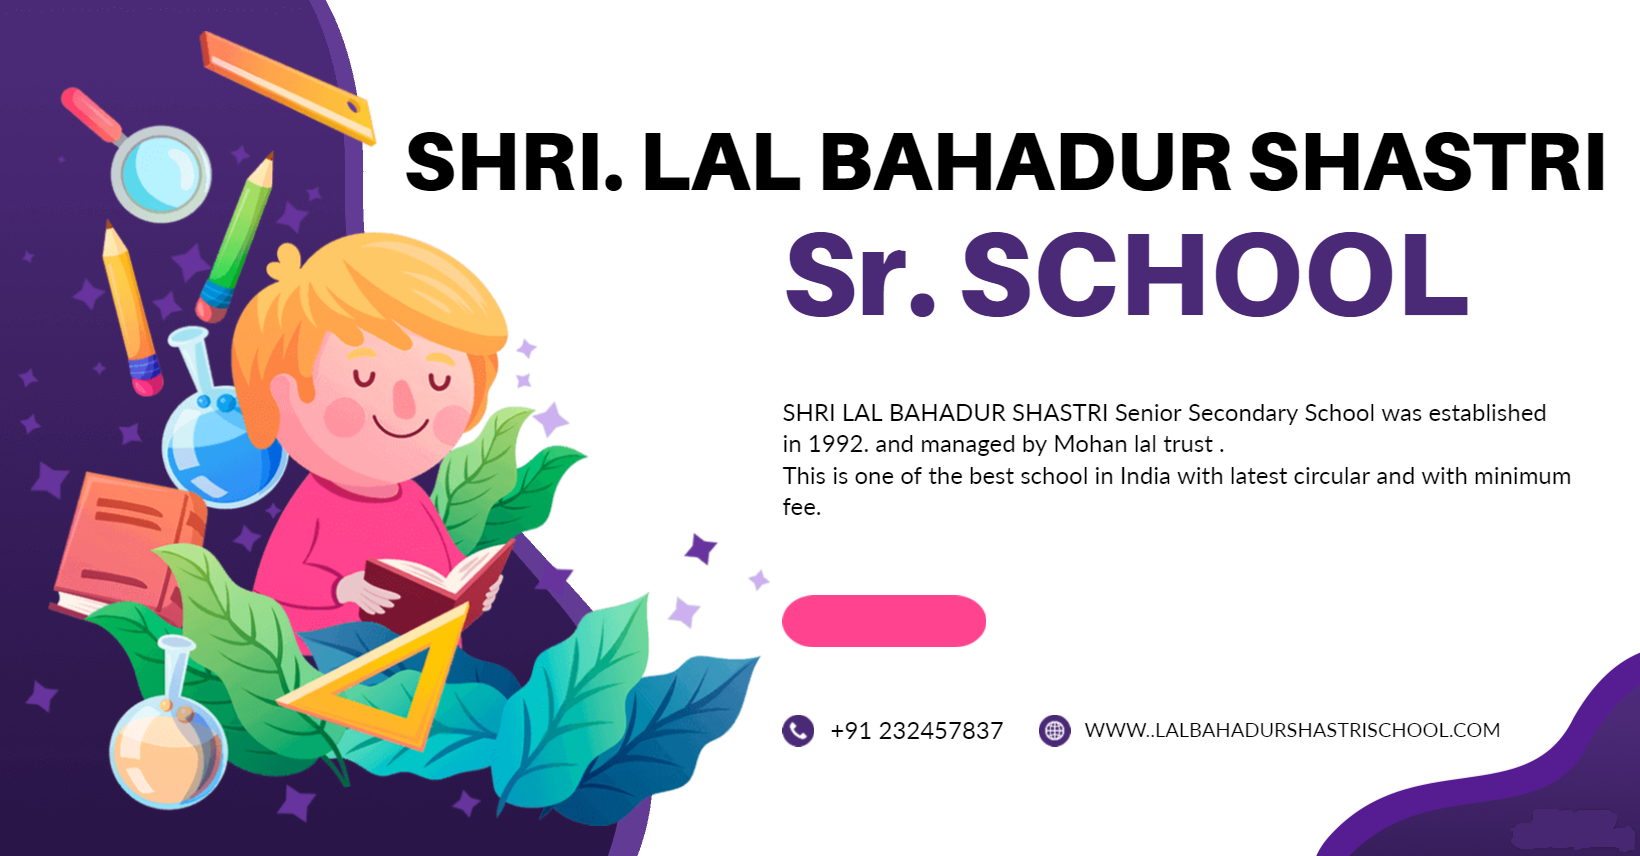 SHRI. LAL BAHADUR SHASTRI
Sr. SCHOOL
SHRI LAL BAHADUR SHASTRI Senior Secondary School was established
in 1992. and managed by Mohan lal trust .
This is one of the best school in India with latest circular and with minimum
fee.
+91 232457837
WWW..LALBAHADURSHASTRISCHOOL.COM